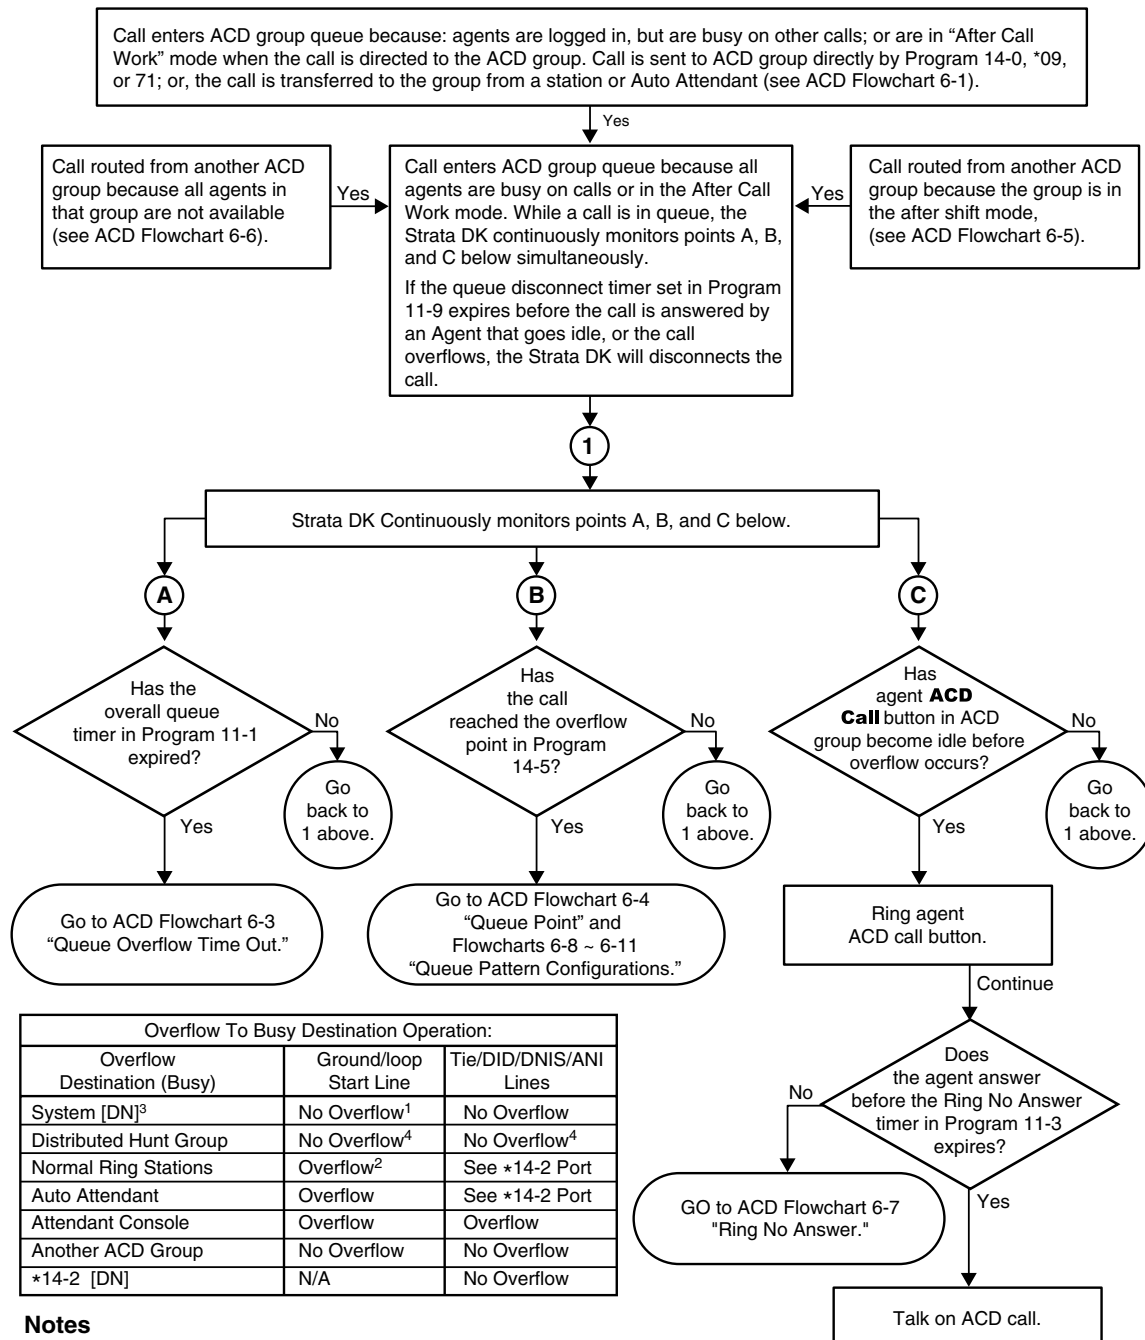 Call enters ACD group queue because: agents are logged in, but are busy on other calls; or are in “After Call
Work” mode when the call is directed to the ACD group. Call is sent to ACD group directly by Program 14-0, *09,
or 71; or, the call is transferred to the group from a station or Auto Attendant (see ACD Flowchart 6-1).
Yes
Call routed from another ACD
group because all agents in
that group are not available
(see ACD Flowchart 6-6).
Yes
Call enters ACD group queue because all
agents are busy on calls or in the After Call
Work mode. While a call is in queue, the
Strata DK continuously monitors points A, B,
and C below simultaneously.
If the queue disconnect timer set in Program
11-9 expires before the call is answered by
an Agent that goes idle, or the call
overflows, the Strata DK will disconnects the
call.
Yes
Call routed from another ACD
group because the group is in
the after shift mode,
(see ACD Flowchart 6-5).
1
Strata DK Continuously monitors points A, B, and C below.
A
B
C
Has the
overall queue
timer in Program 11-1
expired?
No
Go
back to
1 above.
Yes
Go to ACD Flowchart 6-3
“Queue Overflow Time Out.”
Has
the call
reached the overflow
point in Program
14-5?
No
Go
back to
1 above.
Yes
Go to ACD Flowchart 6-4
“Queue Point” and
Flowcharts 6-8 ~ 6-11
“Queue Pattern Configurations.”
Has
agent ACD
Call button in ACD
group become idle before
overflow occurs?
No
Go
back to
1 above.
Yes
Ring agent
ACD call button.
Continue
Does
the agent answer
before the Ring No Answer
timer in Program 11-3
expires?
No
GO to ACD Flowchart 6-7
"Ring No Answer."
Yes
Talk on ACD call.
Overflow To Busy Destination Operation:
Overflow Destination (Busy) Ground/loop Start Line Tie/DID/DNIS/ANI Lines
System [DN]3 No Overflow1 No Overflow
Distributed Hunt Group No Overflow4 No Overflow4
Normal Ring Stations Overflow2 See *14-2 Port
Auto Attendant Overflow See *14-2 Port
Attendant Console Overflow Overflow
Another ACD Group No Overflow No Overflow
*14-2 [DN] N/A No Overflow
Notes